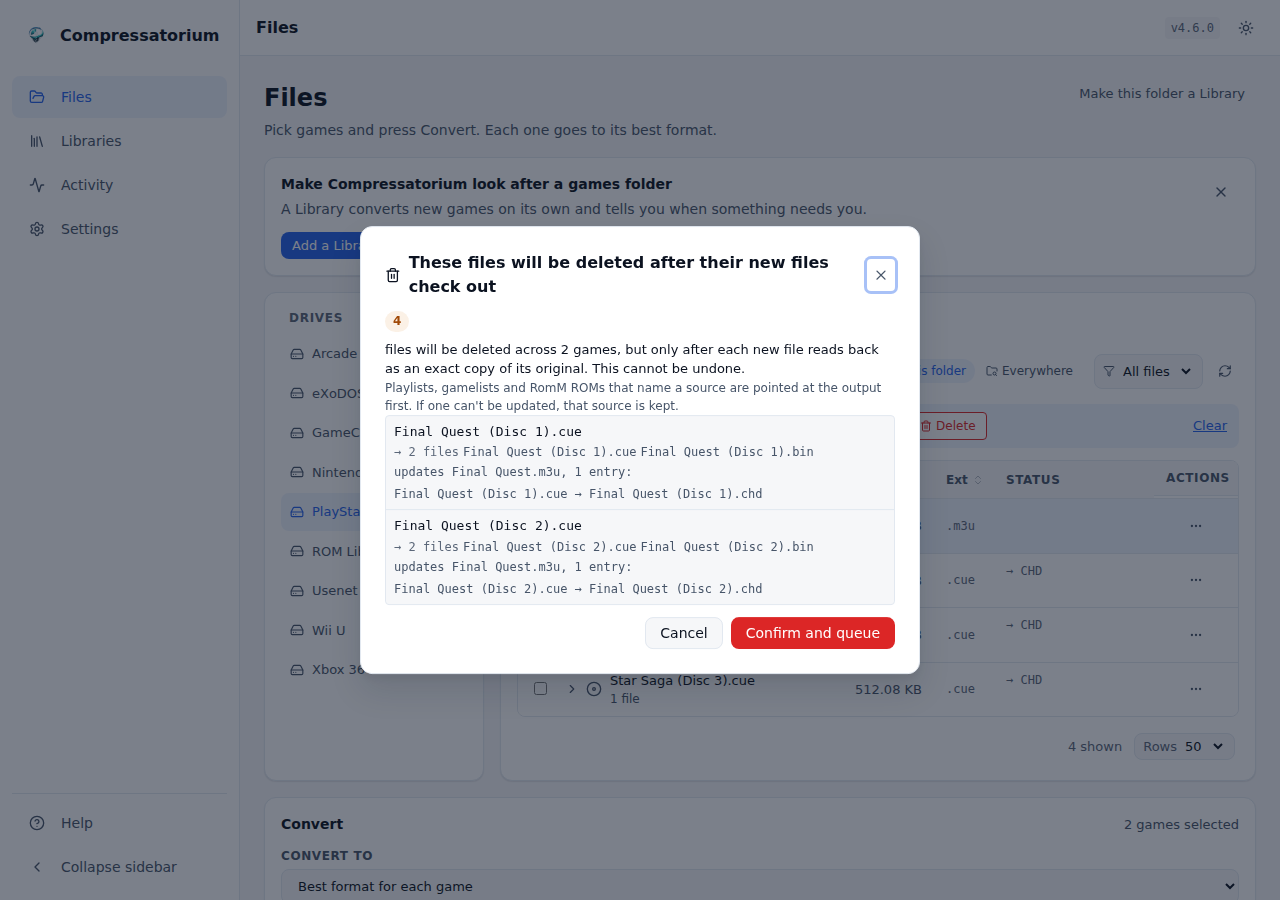 Compressatorium
Files
v4.6.0
Files
Libraries
Activity
Settings
Help
Collapse sidebar
Files
Make this folder a Library
Pick games and press Convert. Each one goes to its best format.
Make Compressatorium look after a games folder
A Library converts new games on its own and tells you when something needs you.
Add a Libr
DRIVES
Arcade
eXoDOS
GameC
Nintend
PlaySta
ROM Li
Usenet
Wii U
Xbox 36
s folder
Everywhere
All files
Delete
Clear
Ext
STATUS
ACTIONS
.m3u
.cue
→ CHD
.cue
→ CHD
Star Saga (Disc 3).cue
1 file
512.08 KB
.cue
→ CHD
4 shown
Rows 50
Convert
2 games selected
CONVERT TO
Best format for each game
These files will be deleted after their new files
check out
4
files will be deleted across 2 games, but only after each new file reads back
as an exact copy of its original. This cannot be undone.
Playlists, gamelists and RomM ROMs that name a source are pointed at the output
first. If one can't be updated, that source is kept.
Final Quest (Disc 1).cue
→ 2 files Final Quest (Disc 1).cue Final Quest (Disc 1).bin
updates Final Quest.m3u, 1 entry:
Final Quest (Disc 1).cue → Final Quest (Disc 1).chd
Final Quest (Disc 2).cue
→ 2 files Final Quest (Disc 2).cue Final Quest (Disc 2).bin
updates Final Quest.m3u, 1 entry:
Final Quest (Disc 2).cue → Final Quest (Disc 2).chd
Cancel
Confirm and queue